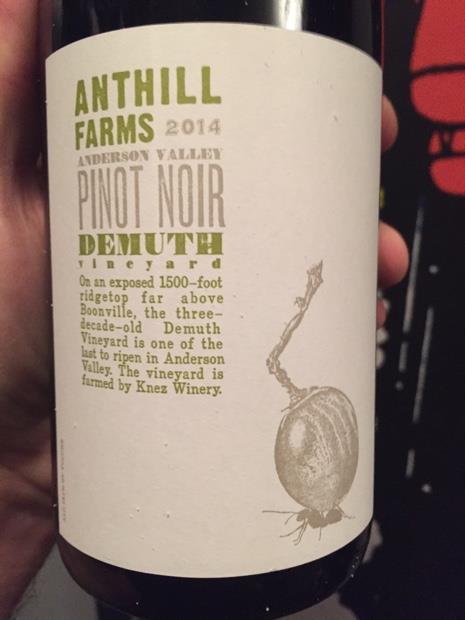 ANTHILL
FARMS 2014
ANDERSON VALLEY
PINOT NOIR
DEMUTH
vineyard
On an exposed 1500-foot
ridgetop far above
Boonville, the three-
decade-old Demuth
Vineyard is one of the
last to ripen in Anderson
Valley. The vineyard is
farmed by Knez Winery.